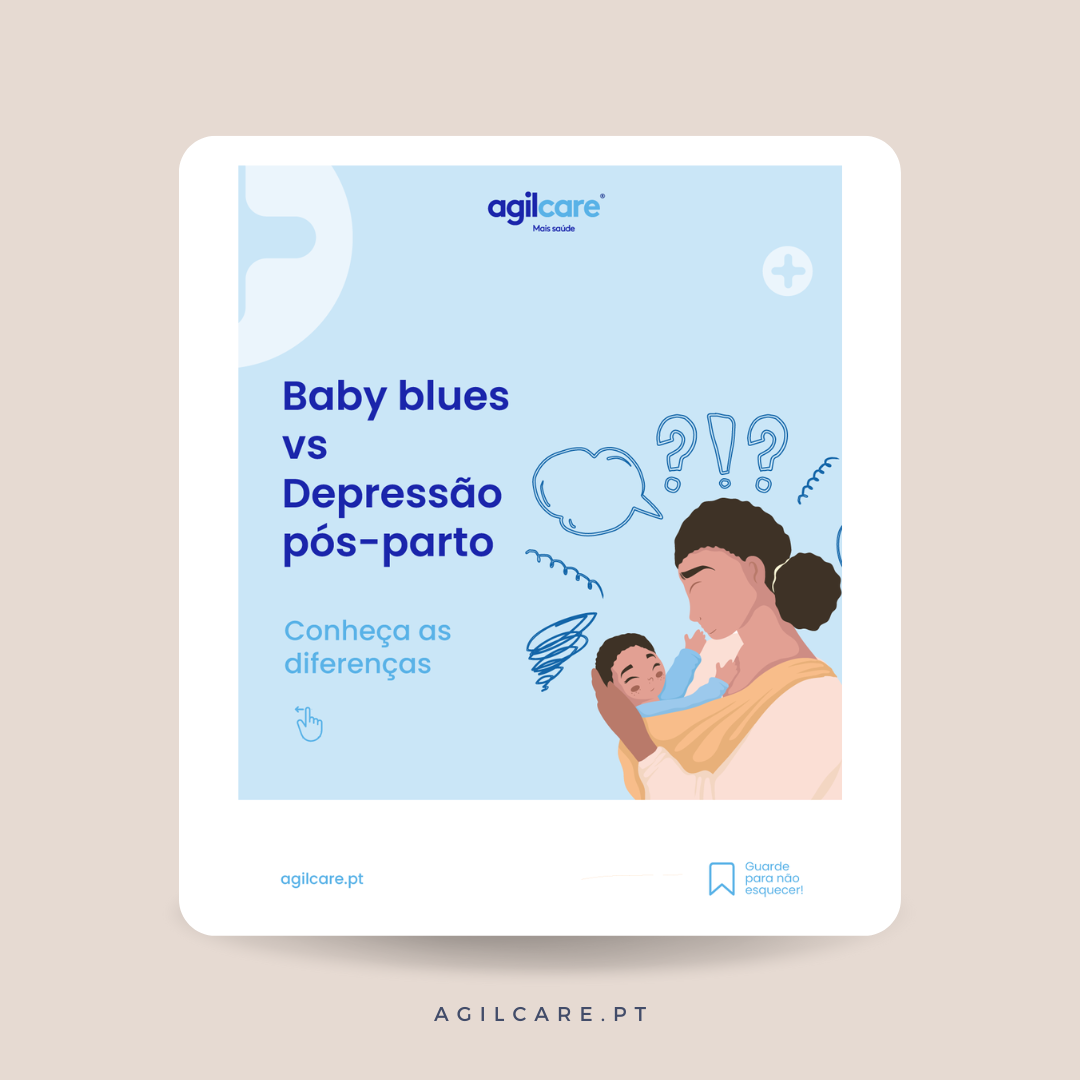 agilcare®
Mais saúde
Baby blues
vs
Depressão
pós-parto
?!?
Conheça as
diferenças
agilcare.pt
Guarde
para não
esquecer!
AGILCARE.PT